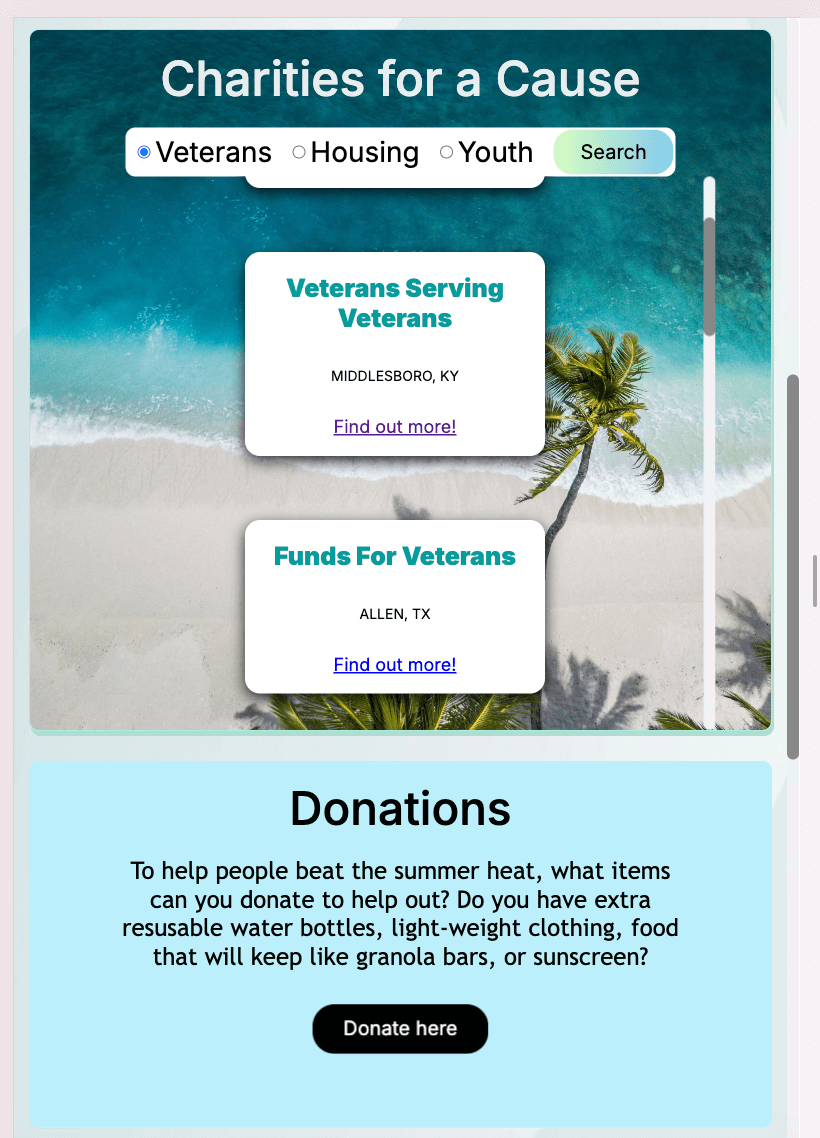 Charities for a Cause
Veterans Housing Youth Search
Veterans Serving
Veterans
MIDDLESBORO, KY
Find out more!
Funds For Veterans
ALLEN, TX
Find out more!
Donations
To help people beat the summer heat, what items
can you donate to help out? Do you have extra
resusable water bottles, light-weight clothing, food
that will keep like granola bars, or sunscreen?
Donate here